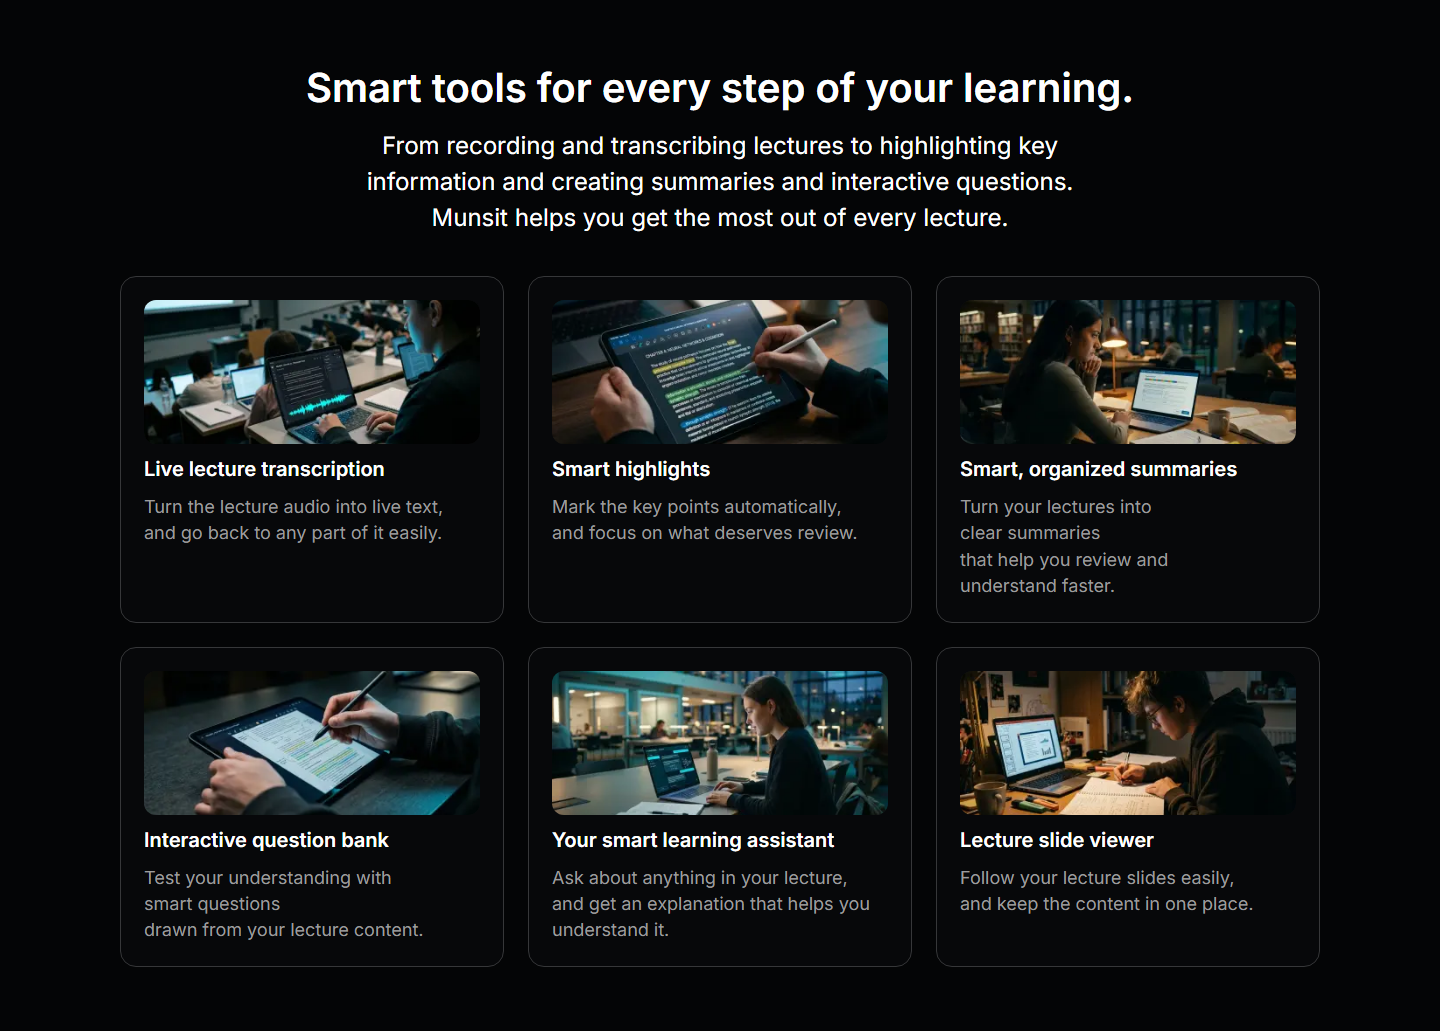 Smart tools for every step of your learning.
From recording and transcribing lectures to highlighting key
information and creating summaries and interactive questions.
Munsit helps you get the most out of every lecture.
Live lecture transcription
Turn the lecture audio into live text,
and go back to any part of it easily.
Smart highlights
Mark the key points automatically,
and focus on what deserves review.
Smart, organized summaries
Turn your lectures into
clear summaries
that help you review and
understand faster.
Interactive question bank
Test your understanding with
smart questions
drawn from your lecture content.
Your smart learning assistant
Ask about anything in your lecture,
and get an explanation that helps you
understand it.
Lecture slide viewer
Follow your lecture slides easily,
and keep the content in one place.